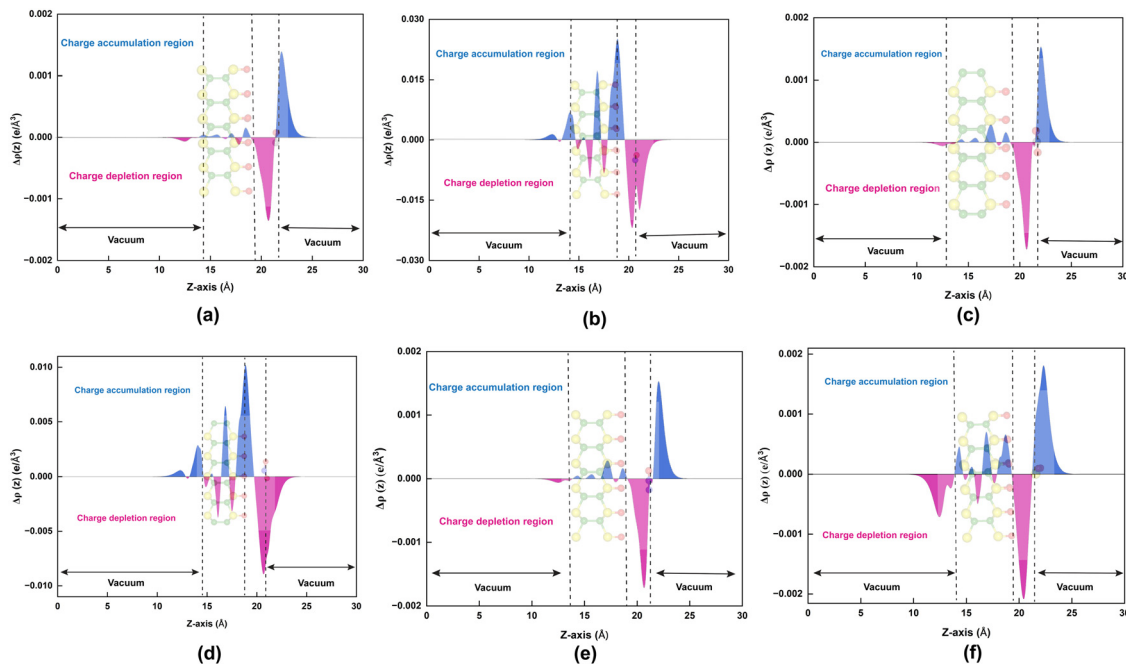 0.002
0.001
0.000
−0.001
−0.002
Δρ(z) (e/Å³)
Charge accumulation region
Charge depletion region
Vacuum
Vacuum
0 5 10 15 20 25 30
Z-axis (Å)
(a)
0.030
0.015
0.000
−0.015
−0.030
Δρ(z) (e/Å³)
Charge accumulation region
Charge depletion region
Vacuum
Vacuum
0 5 10 15 20 25 30
Z-axis (Å)
(b)
0.002
0.001
0.000
−0.001
−0.002
Δρ (z) (e/Å³)
Charge accumulation region
Charge depletion region
Vacuum
Vacuum
0 5 10 15 20 25 30
Z-axis (Å)
(c)
0.010
0.005
0.000
−0.005
−0.010
Δρ (z) (e/Å³)
Charge accumulation region
Charge depletion region
Vacuum
Vacuum
0 5 10 15 20 25 30
Z-axis (Å)
(d)
0.002
0.001
0.000
−0.001
−0.002
Δρ (z) (e/Å³)
Charge accumulation region
Charge depletion region
Vacuum
Vacuum
0 5 10 15 20 25 30
Z-axis (Å)
(e)
0.002
0.001
0.000
−0.001
−0.002
Δρ (z) (e/Å³)
Charge accumulation region
Charge depletion region
Vacuum
Vacuum
0 5 10 15 20 25 30
Z-axis (Å)
(f)